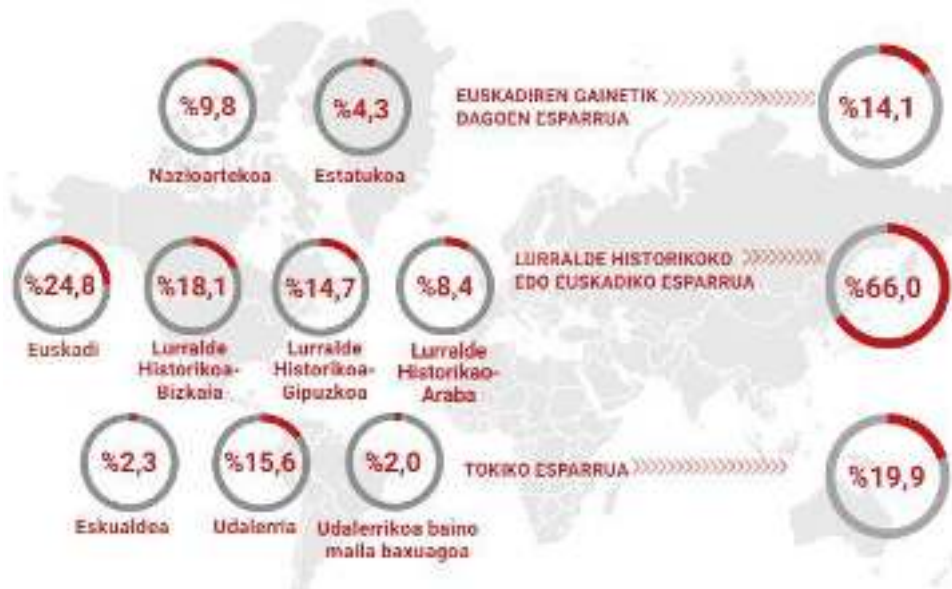 %9,8
Nazioartekoa
%4,3
Estatukoa
EUSKADIREN GAINETIK
DAGOEN ESPARRUA
%14,1
%24,8
Euskadi
%18,1
Lurralde
Historikoa-
Bizkaia
%14,7
Lurralde
Historikoa-
Gipuzkoa
%8,4
Lurralde
Historikao-
Araba
LURRALDE HISTORIKOKO
EDO EUSKADIKO ESPARRUA
%66,0
%2,3
Eskualdea
%15,6
Udalerria
%2,0
Udalerrikoa baino
maila baxuagoa
TOKIKO ESPARRUA
%19,9